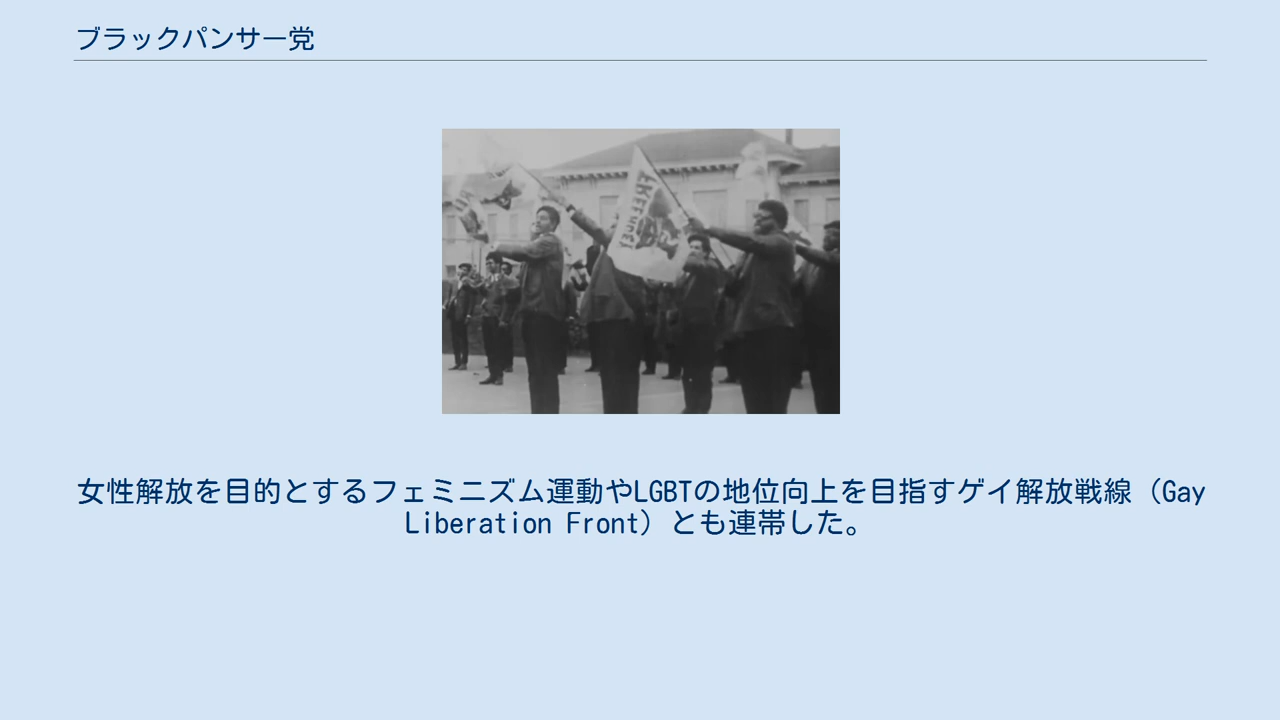 ブラックパンサー党
FREE HUEY
女性解放を目的とするフェミニズム運動やLGBTの地位向上を目指すゲイ解放戦線（Gay
Liberation Front）とも連帯した。